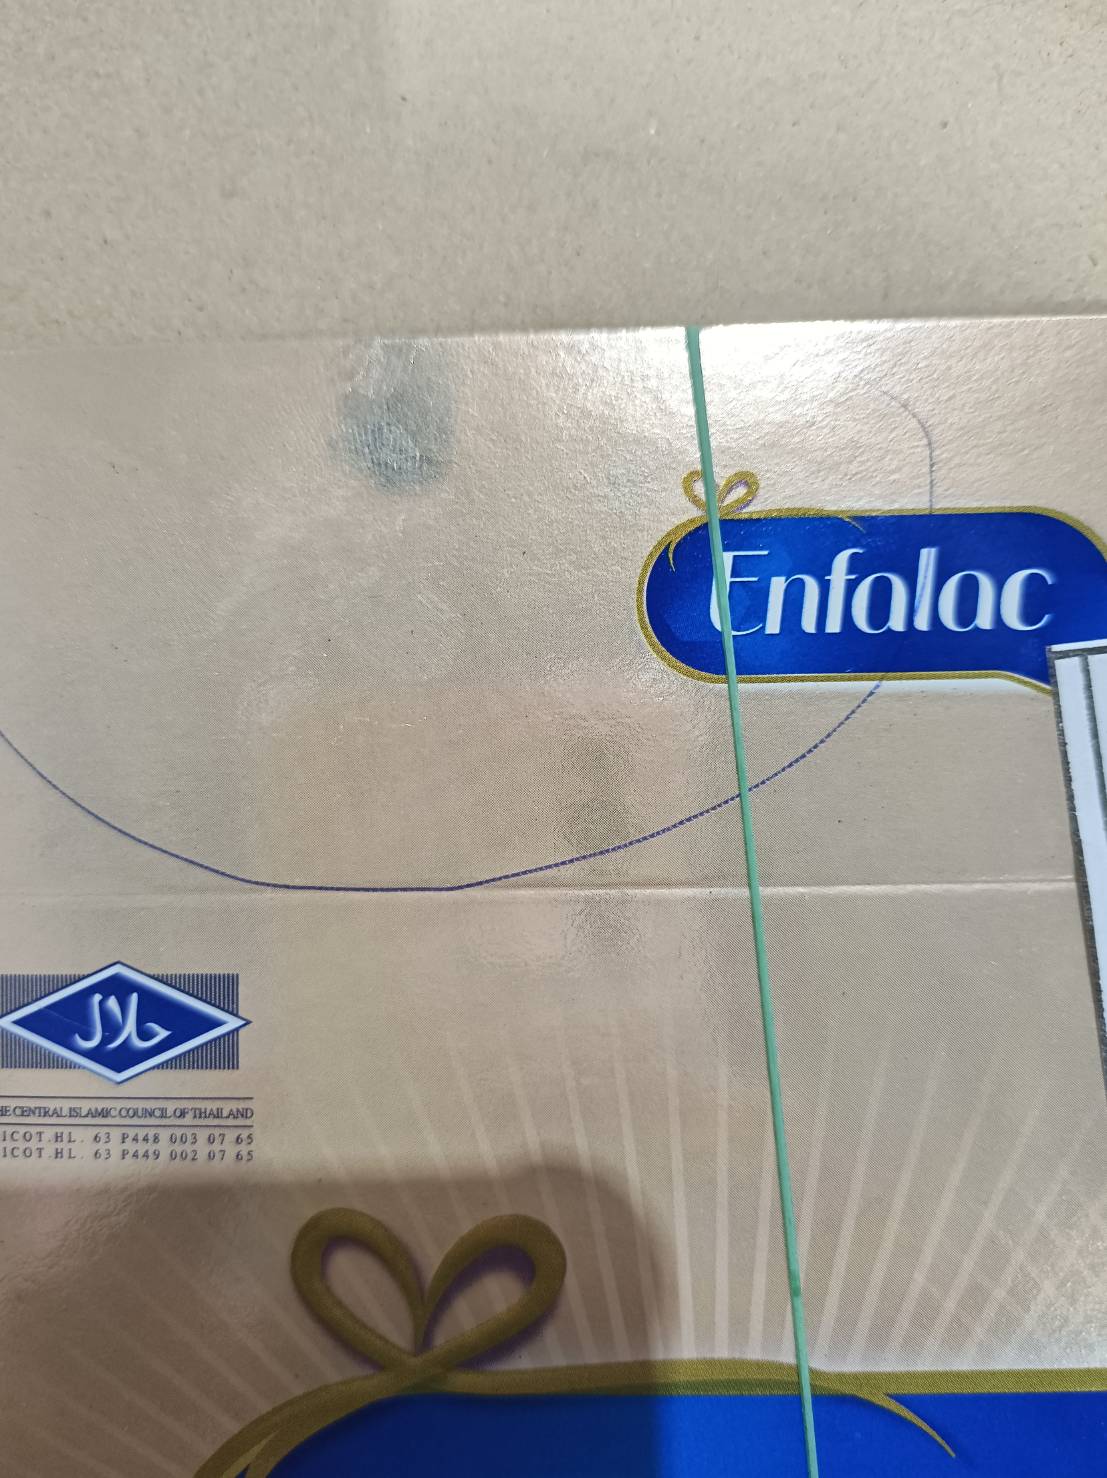 Enfalac
حلال
HE CENTRAL ISLAMIC COUNCIL OF THAILAND
ICOT.HL. 63 P448 003 07 65
ICOT.HL. 63 P449 002 07 65